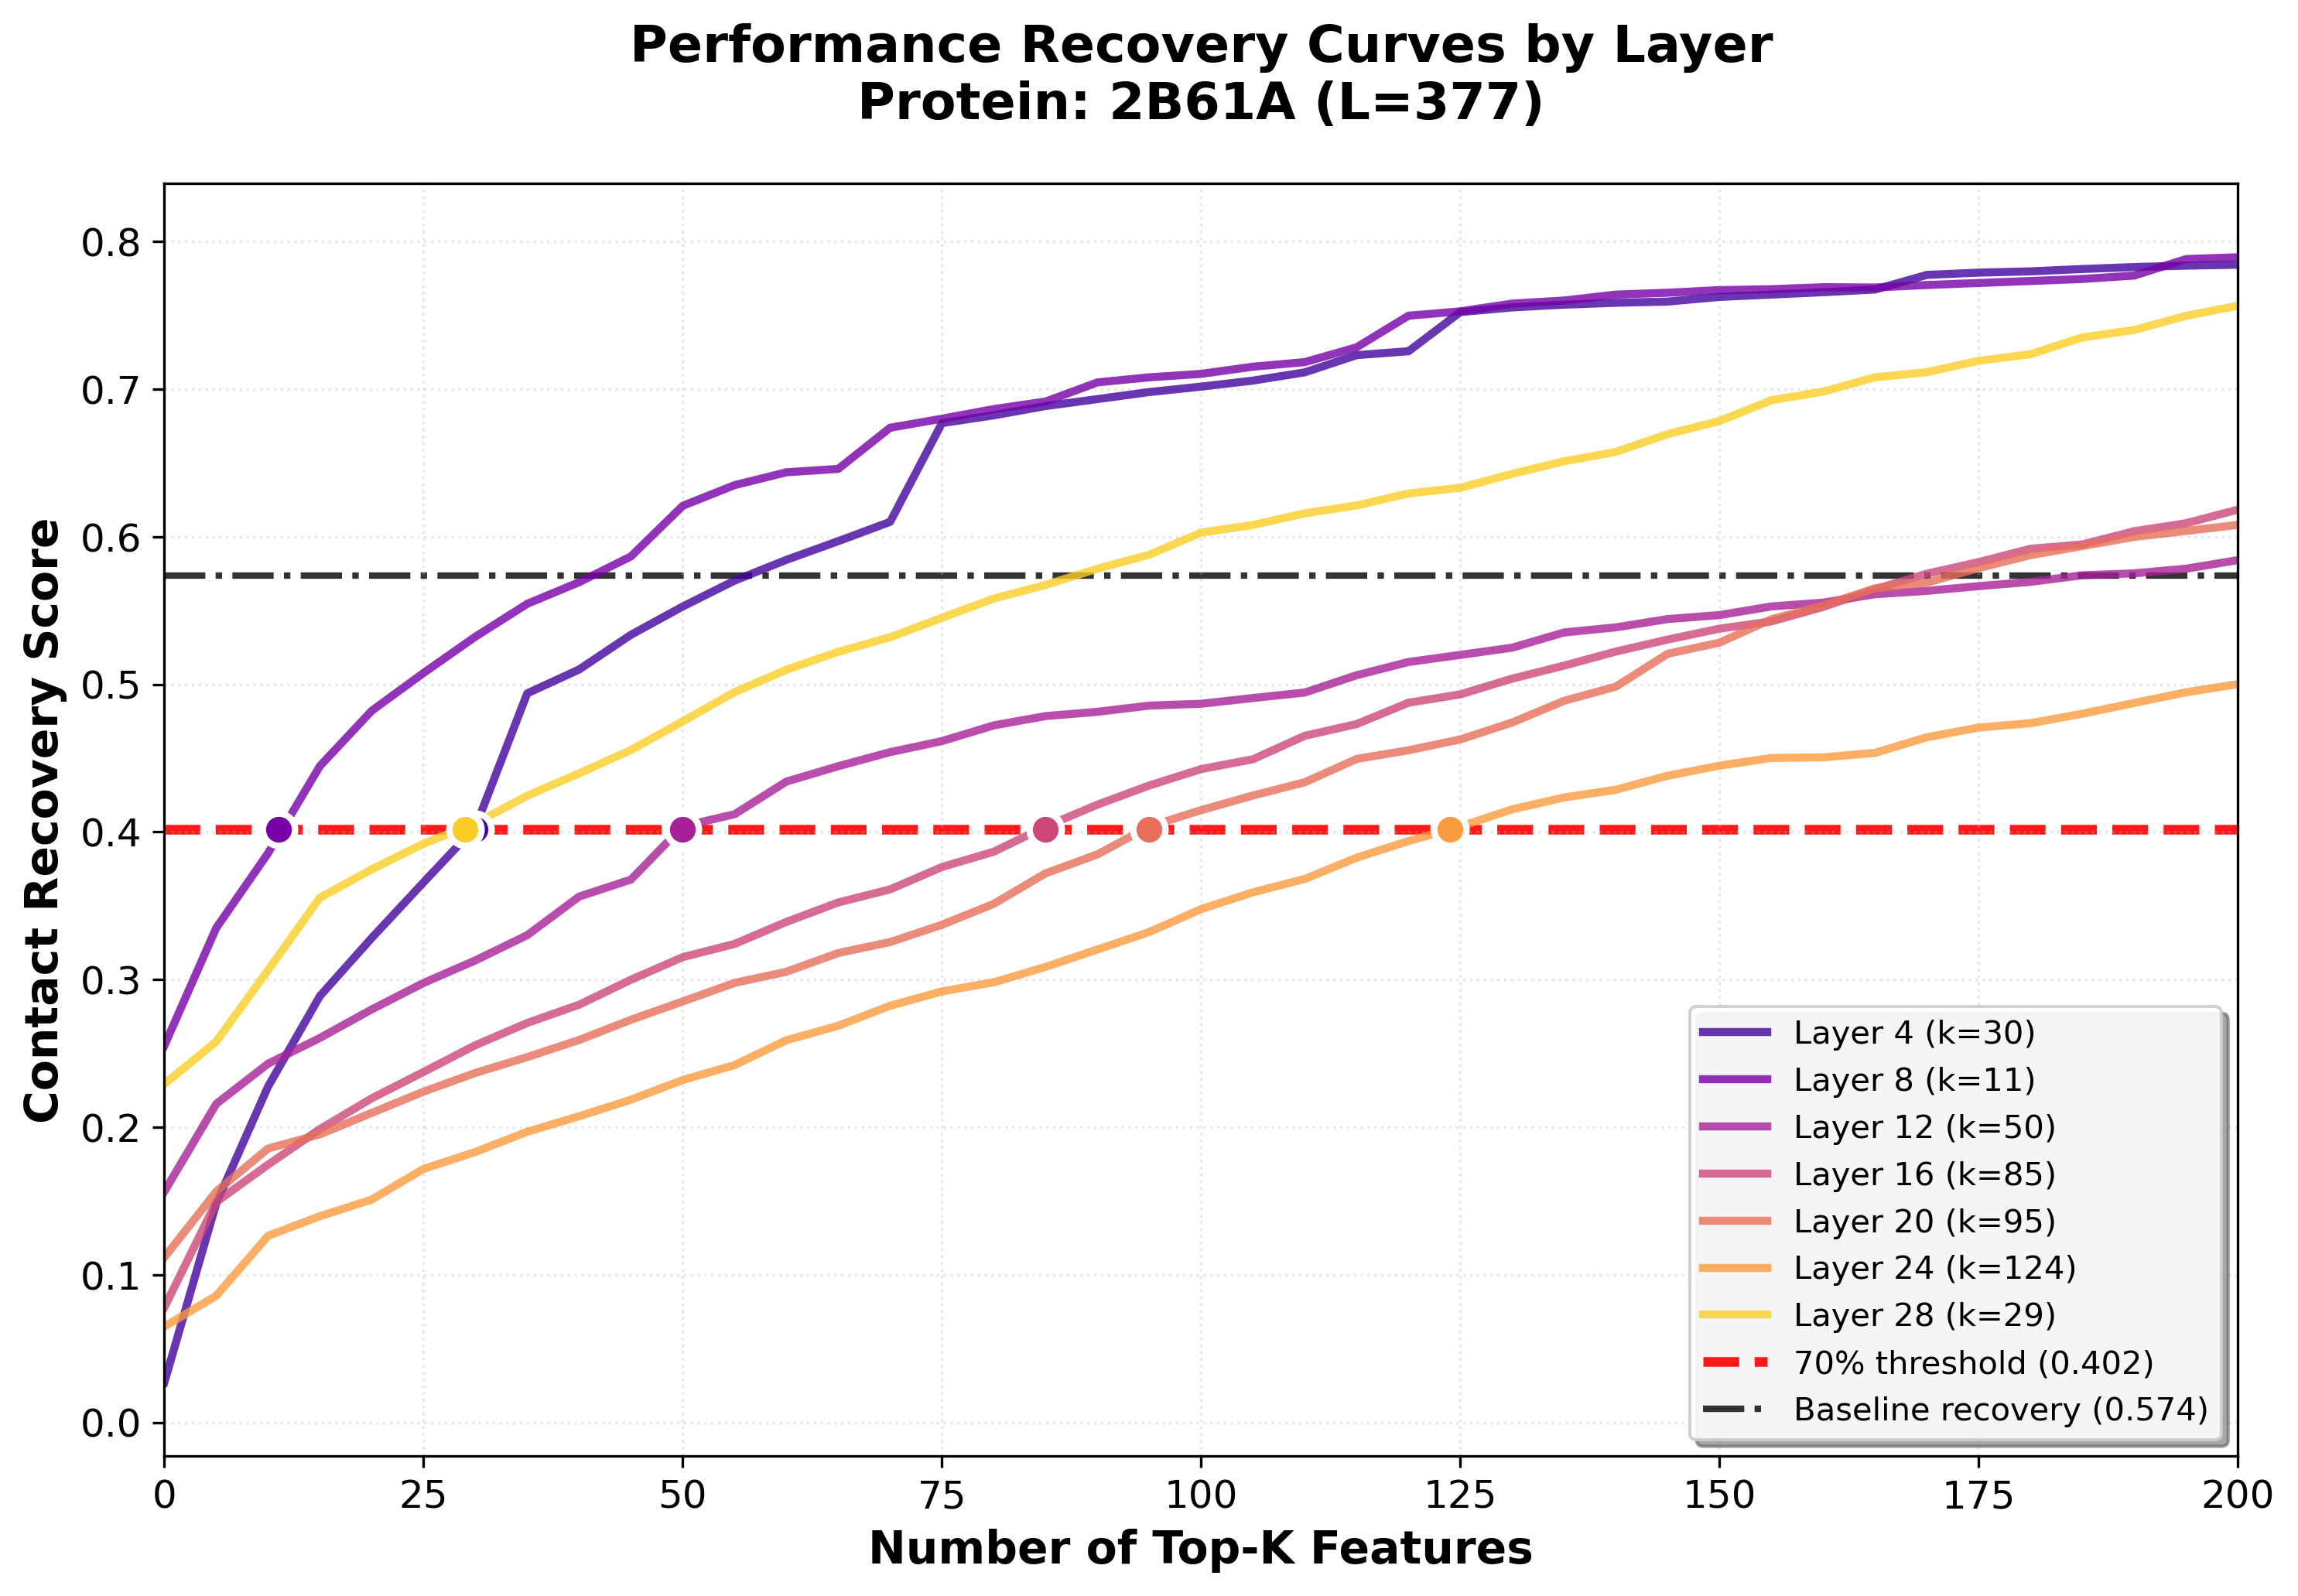 Performance Recovery Curves by Layer
Protein: 2B61A (L=377)
Contact Recovery Score
0.8
0.7
0.6
0.5
0.4
0.3
0.2
0.1
0.0
Layer 4 (k=30)
Layer 8 (k=11)
Layer 12 (k=50)
Layer 16 (k=85)
Layer 20 (k=95)
Layer 24 (k=124)
Layer 28 (k=29)
70% threshold (0.402)
Baseline recovery (0.574)
0 25 50 75 100 125 150 175 200
Number of Top-K Features